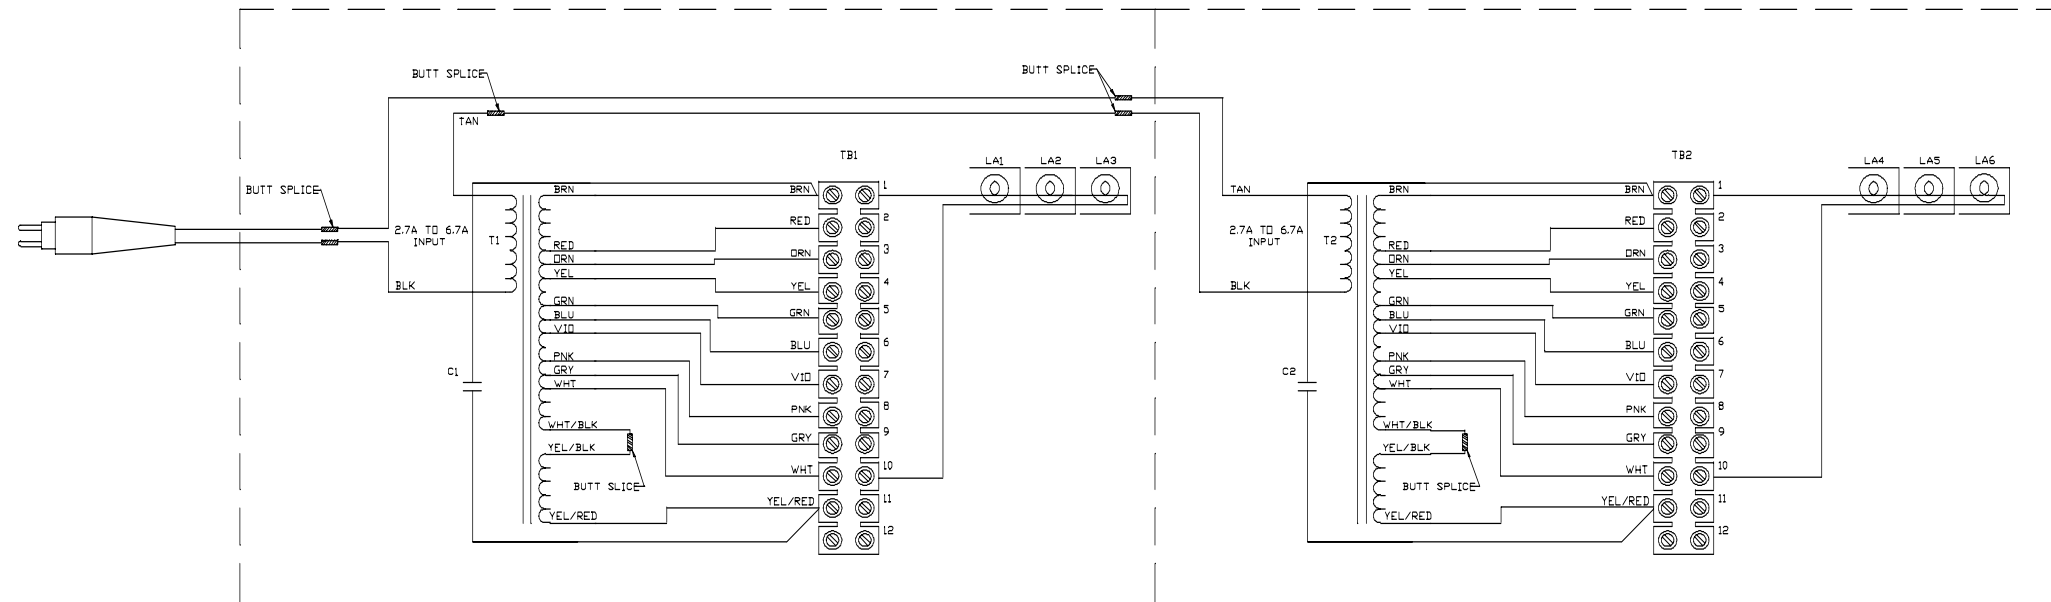 BUTT SPLICE
BUTT SPLICE
TAN
TB1
LA1 LA2 LA3
TB2
LA4 LA5 LA6
BUTT SPLICE
2.7A TO 6.7A
INPUT
T1
BLK
C1
BRN
RED
ORN
YEL
GRN
BLU
VIO
PNK
GRY
WHT
WHT/BLK
YEL/BLK
BUTT SLICE
YEL/RED
BRN
RED
ORN
YEL
GRN
BLU
VIO
PNK
GRY
WHT
YEL/RED
1
2
3
4
5
6
7
8
9
10
11
12
TAN
2.7A TO 6.7A
INPUT
T2
BLK
C2
BRN
RED
ORN
YEL
GRN
BLU
VIO
PNK
GRY
WHT
WHT/BLK
YEL/BLK
BUTT SPLICE
YEL/RED
BRN
RED
ORN
YEL
GRN
BLU
VIO
PNK
GRY
WHT
YEL/RED
1
2
3
4
5
6
7
8
9
10
11
12